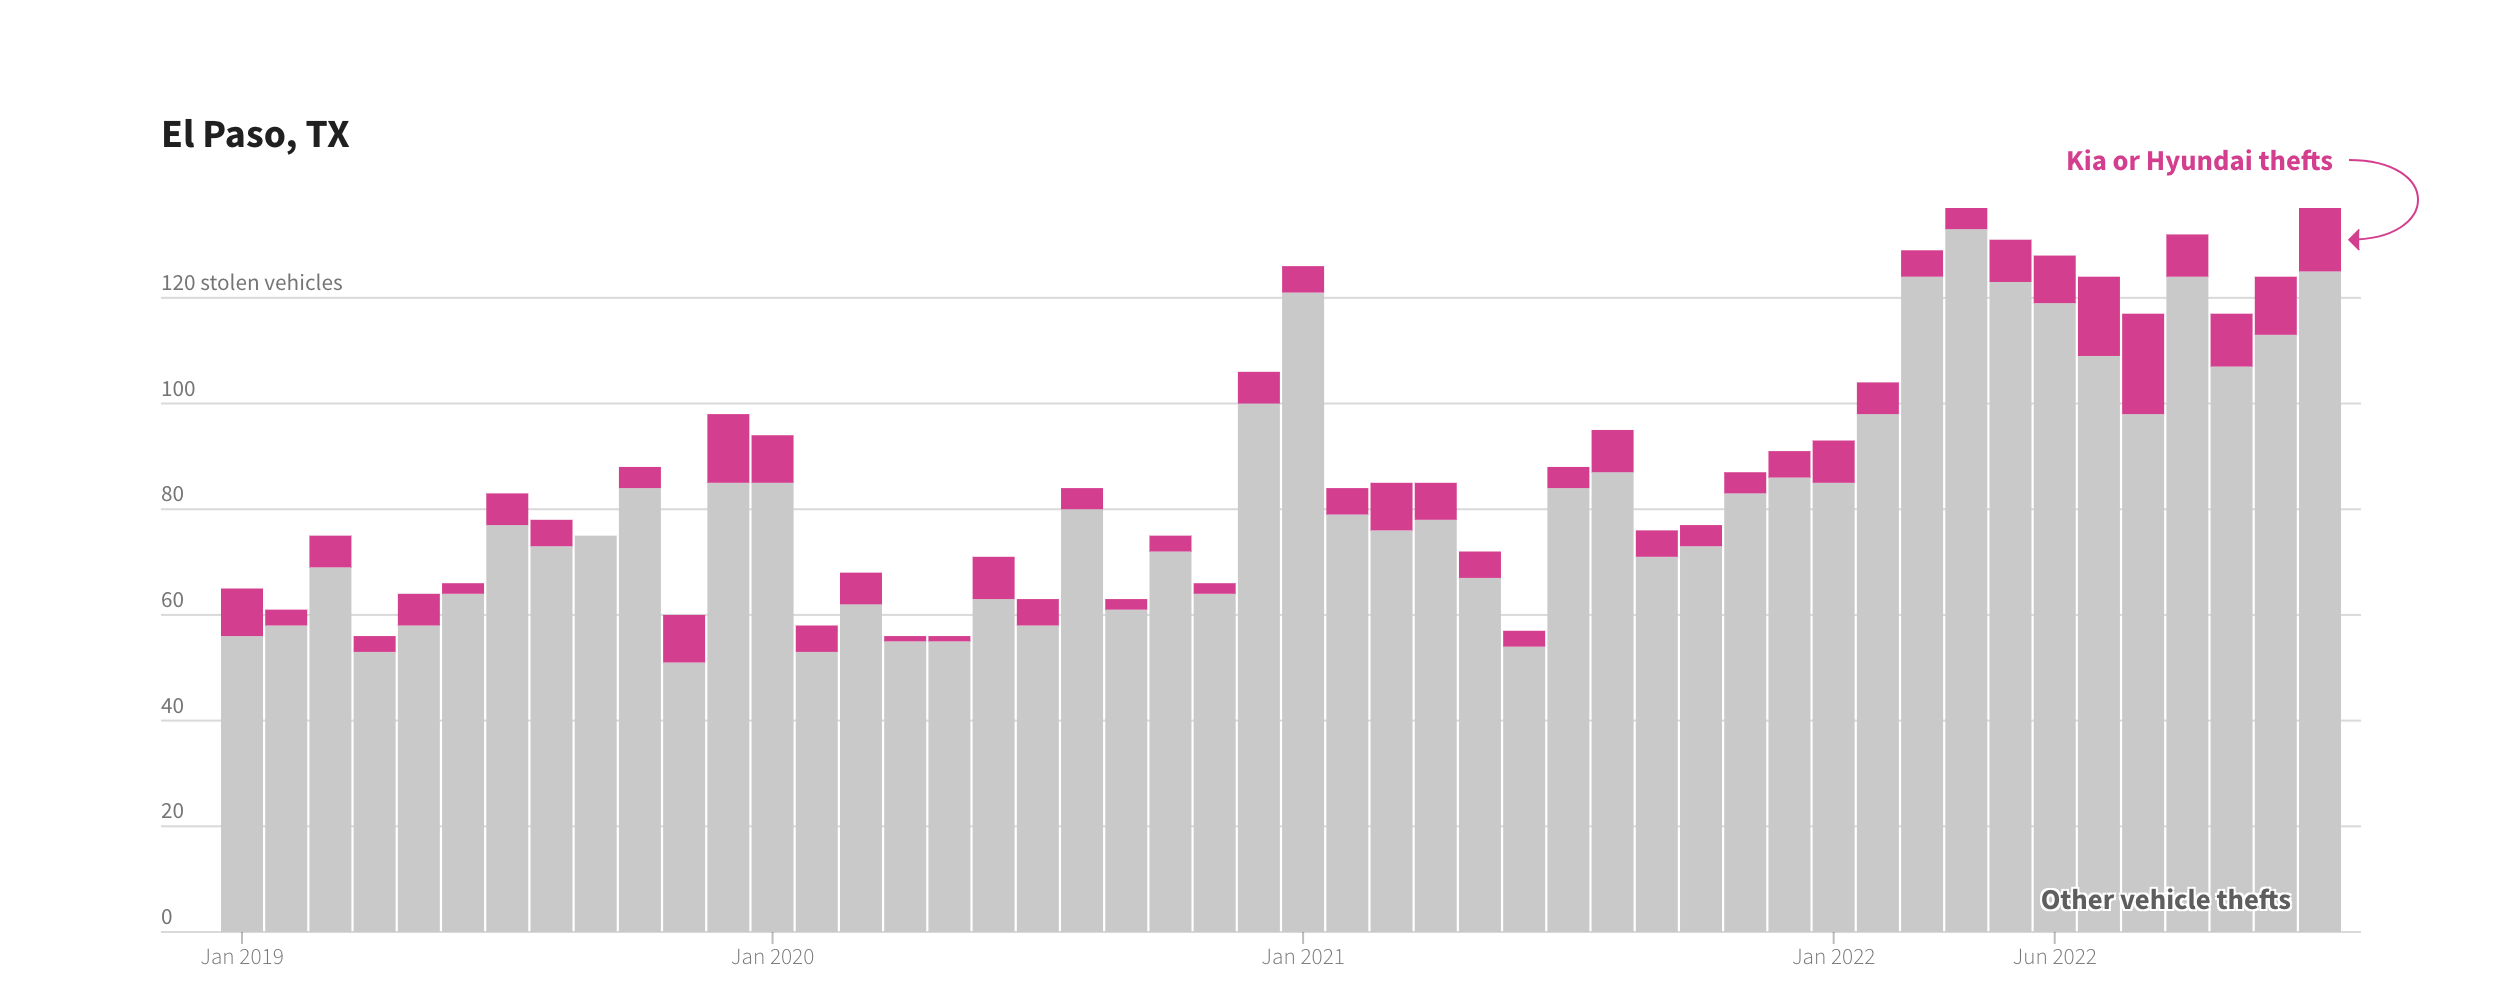 El Paso, TX
Kia or Hyundai thefts
120 stolen vehicles
100
80
60
40
20
0
Other vehicle thefts
Jan 2019
Jan 2020
Jan 2021
Jan 2022
Jun 2022